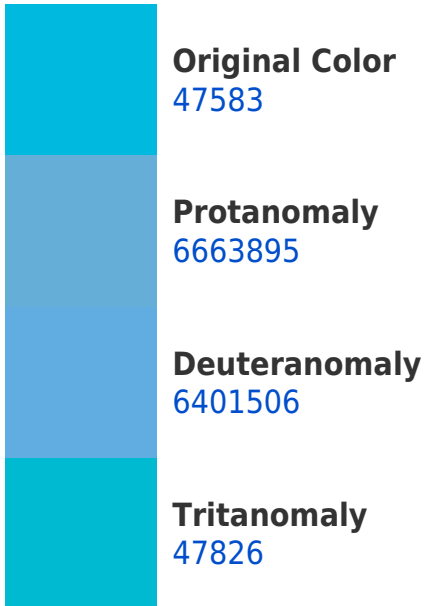 Original Color
47583
Protanomaly
6663895
Deuteranomaly
6401506
Tritanomaly
47826